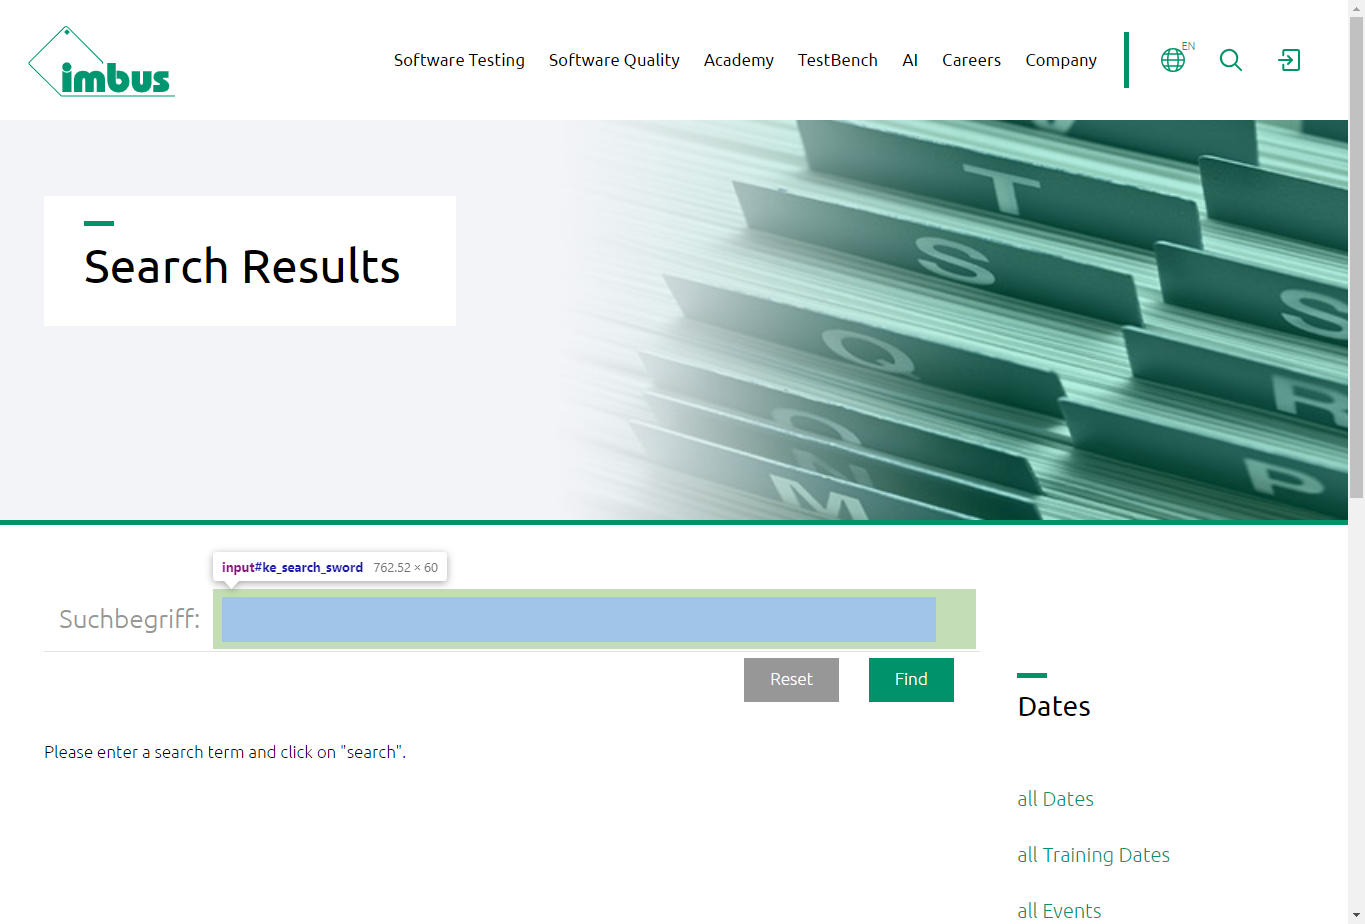 imbus
Software Testing Software Quality Academy TestBench AI Careers Company EN
T
S
S
Q
R
O
N
P
M
Search Results
input#ke_search_sword 762.52 × 60
Suchbegriff:
Reset Find
Please enter a search term and click on "search".
Dates
all Dates
all Training Dates
all Events